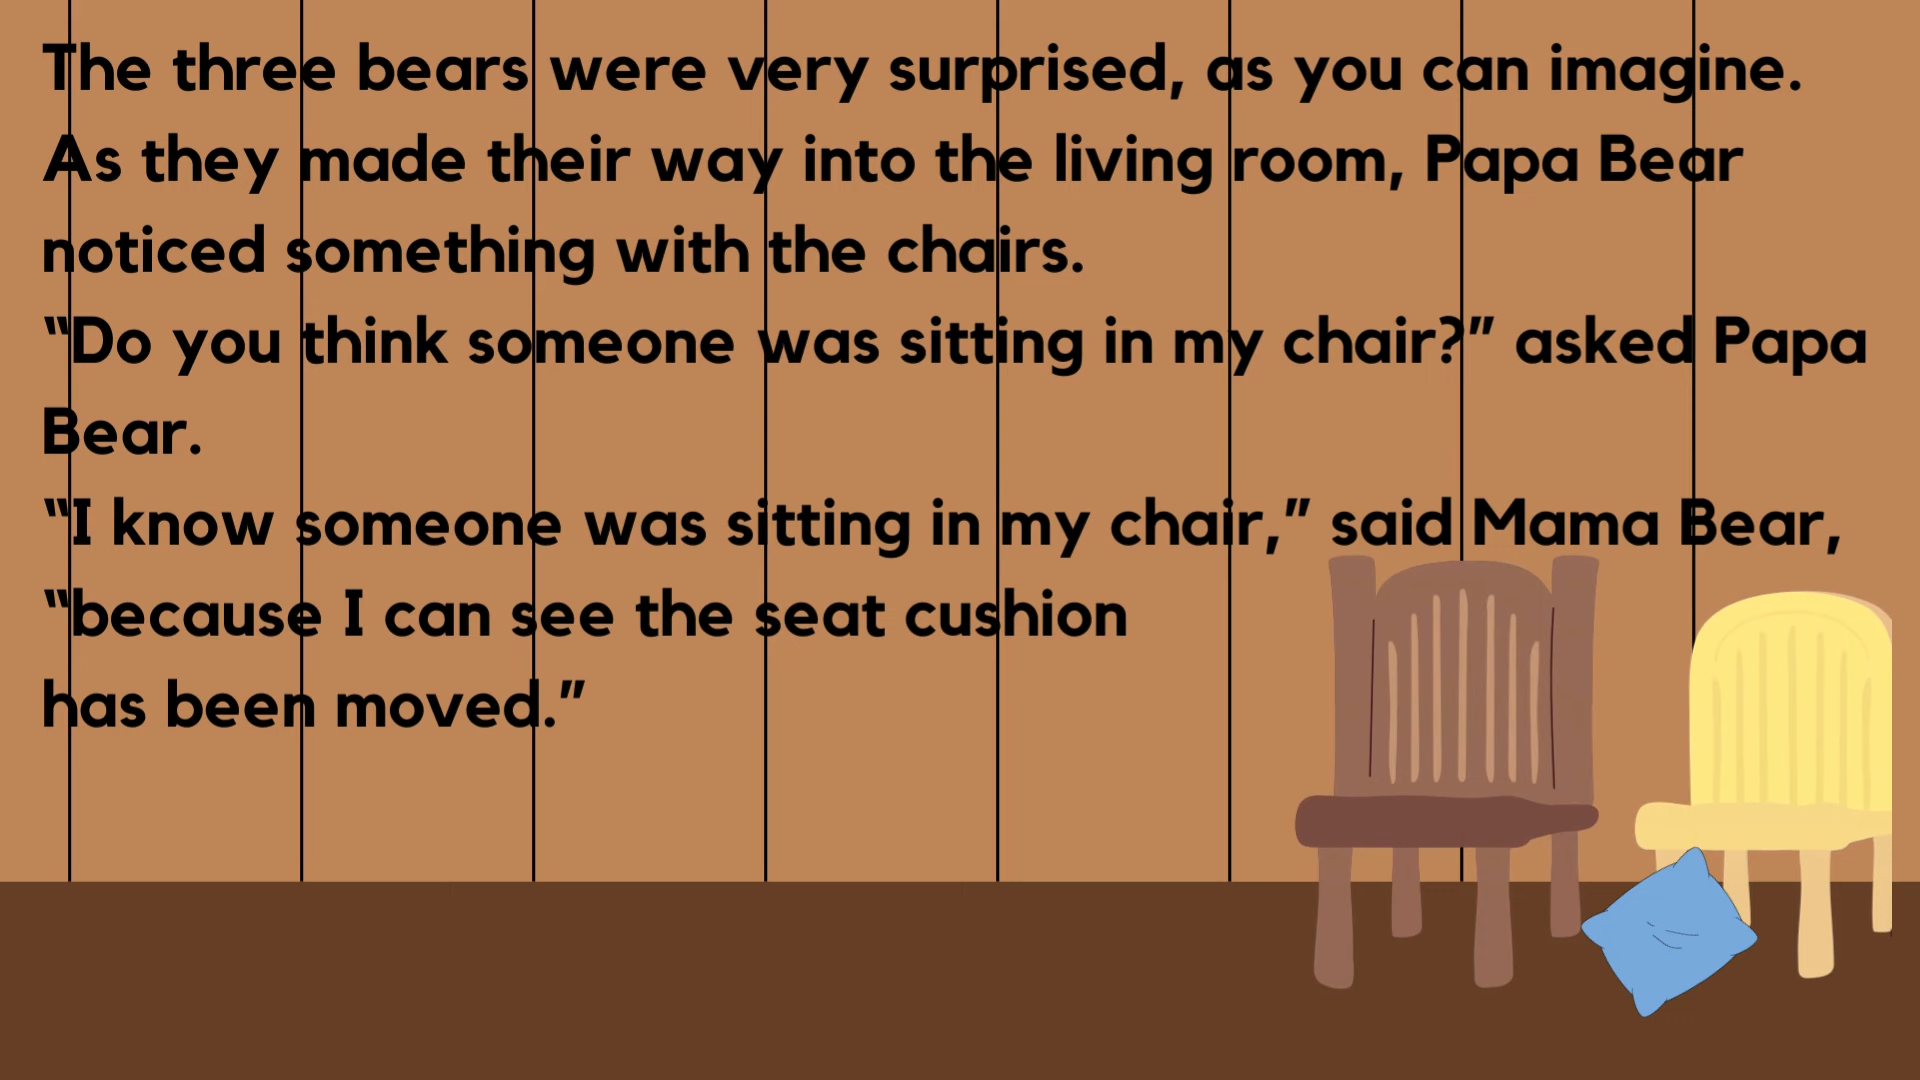 The three bears were very surprised, as you can imagine.
As they made their way into the living room, Papa Bear
noticed something with the chairs.
“Do you think someone was sitting in my chair?” asked Papa
Bear.
“I know someone was sitting in my chair,” said Mama Bear,
“because I can see the seat cushion
has been moved.”